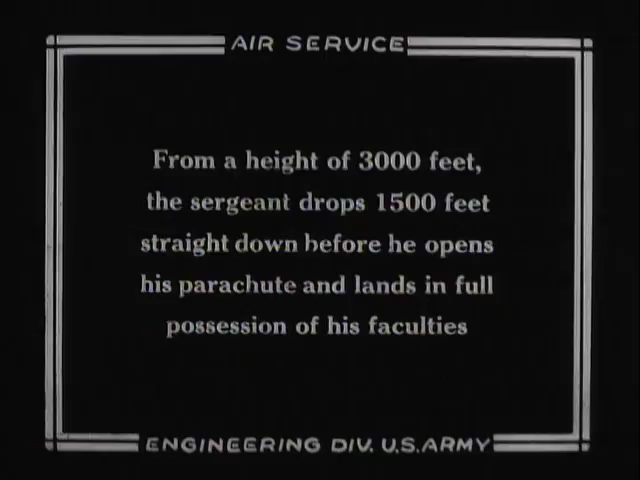 AIR SERVICE
From a height of 3000 feet,
the sergeant drops 1500 feet
straight down before he opens
his parachute and lands in full
possession of his faculties
ENGINEERING DIV. U.S. ARMY